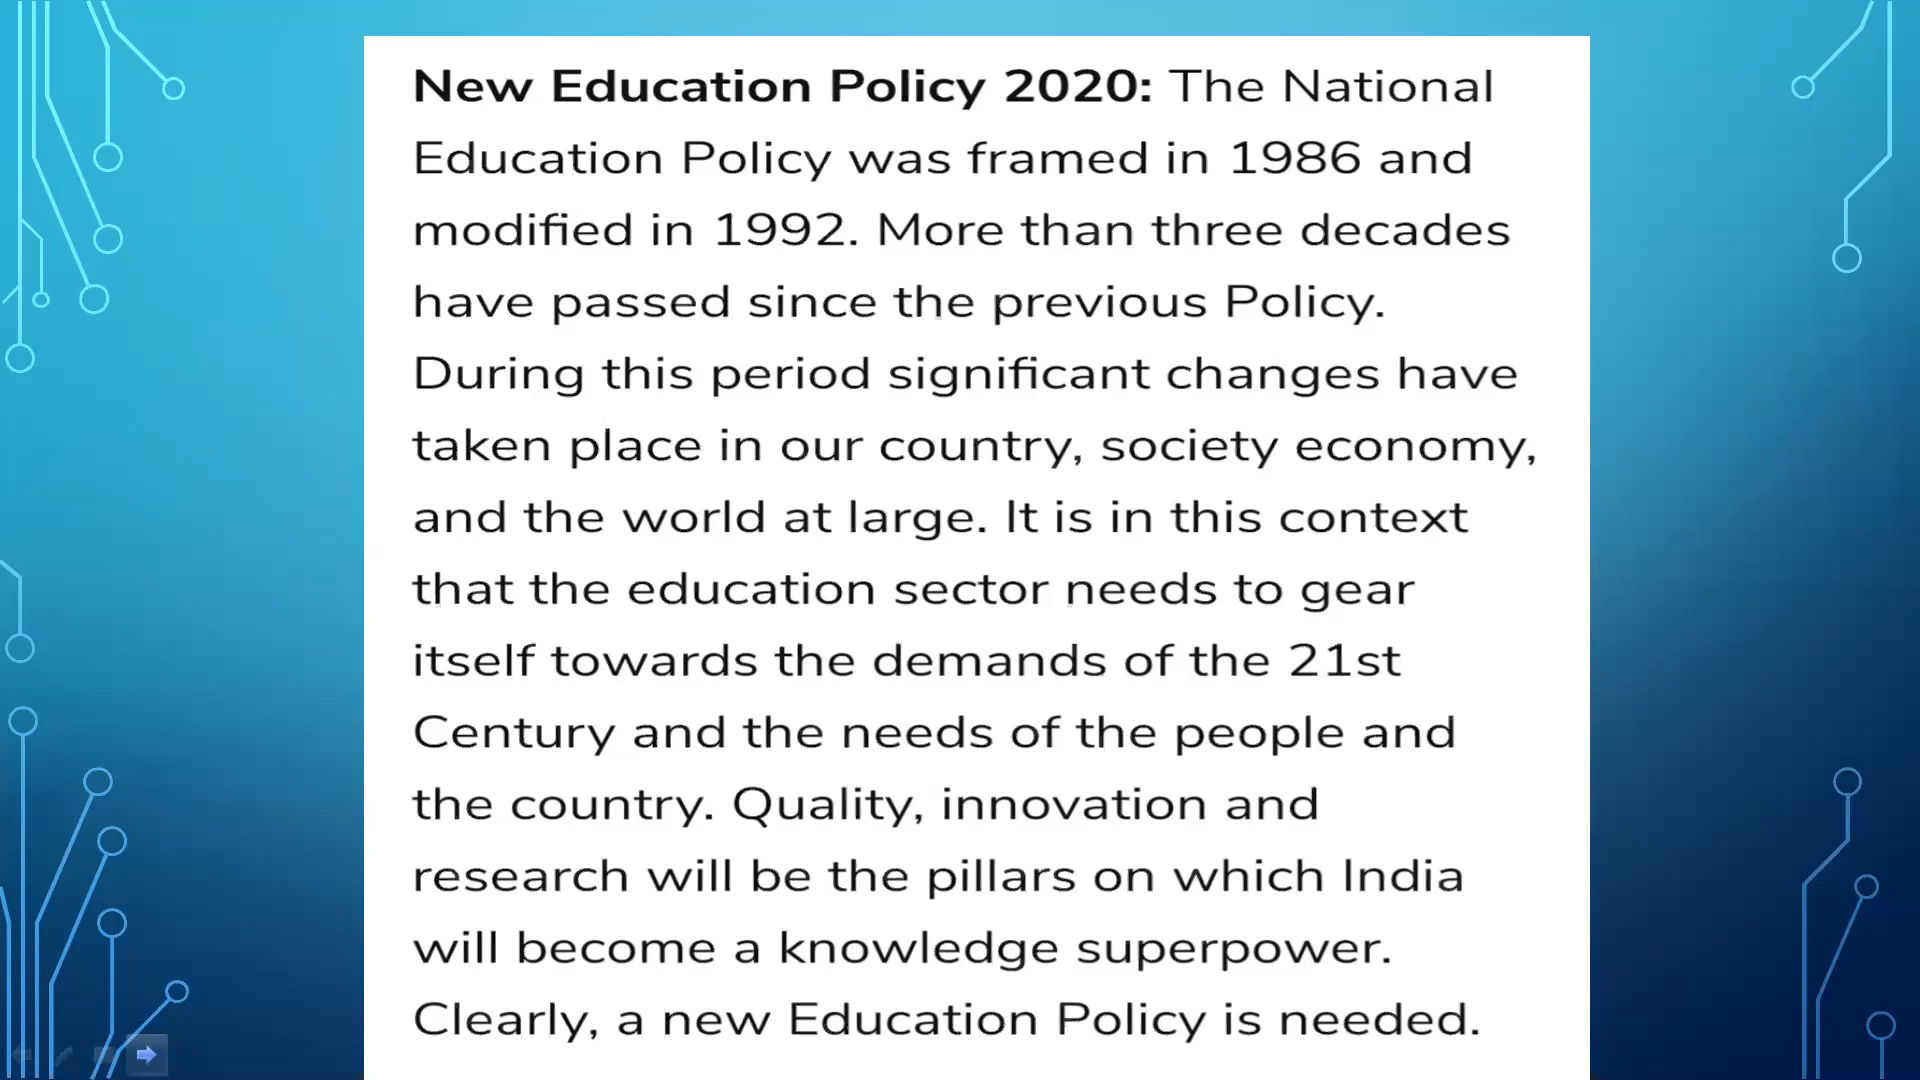 New Education Policy 2020: The National
Education Policy was framed in 1986 and
modified in 1992. More than three decades
have passed since the previous Policy.
During this period significant changes have
taken place in our country, society economy,
and the world at large. It is in this context
that the education sector needs to gear
itself towards the demands of the 21st
Century and the needs of the people and
the country. Quality, innovation and
research will be the pillars on which India
will become a knowledge superpower.
Clearly, a new Education Policy is needed.